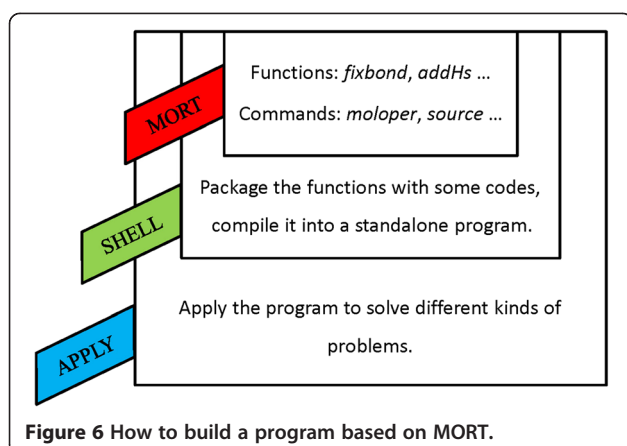 Functions: fixbond, addHs ...
MORT
Commands: moloper, source ...
Package the functions with some codes,
SHELL
compile it into a standalone program.
Apply the program to solve different kinds of
APPLY
problems.
Figure 6 How to build a program based on MORT.